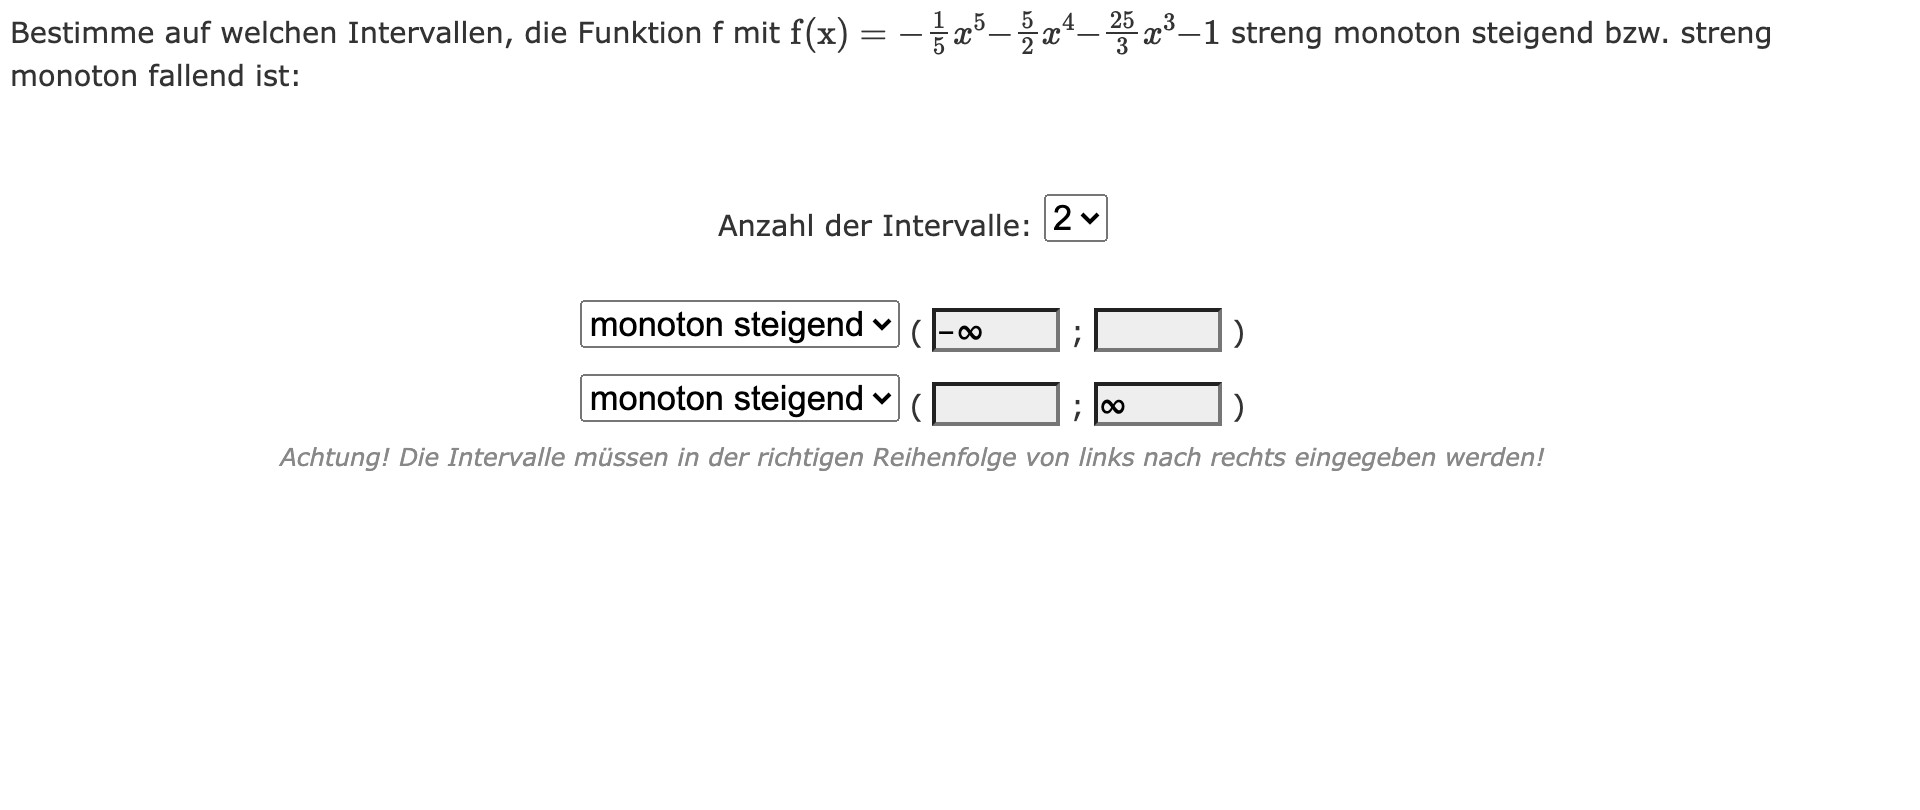 Bestimme auf welchen Intervallen, die Funktion f mit f(x) = −\frac{1}{5}x^5−\frac{5}{2}x^4−\frac{25}{3}x^3−1 streng monoton steigend bzw. streng
monoton fallend ist:
Anzahl der Intervalle: 2
monoton steigend ( -∞ ; )
monoton steigend ( ; ∞ )
Achtung! Die Intervalle müssen in der richtigen Reihenfolge von links nach rechts eingegeben werden!